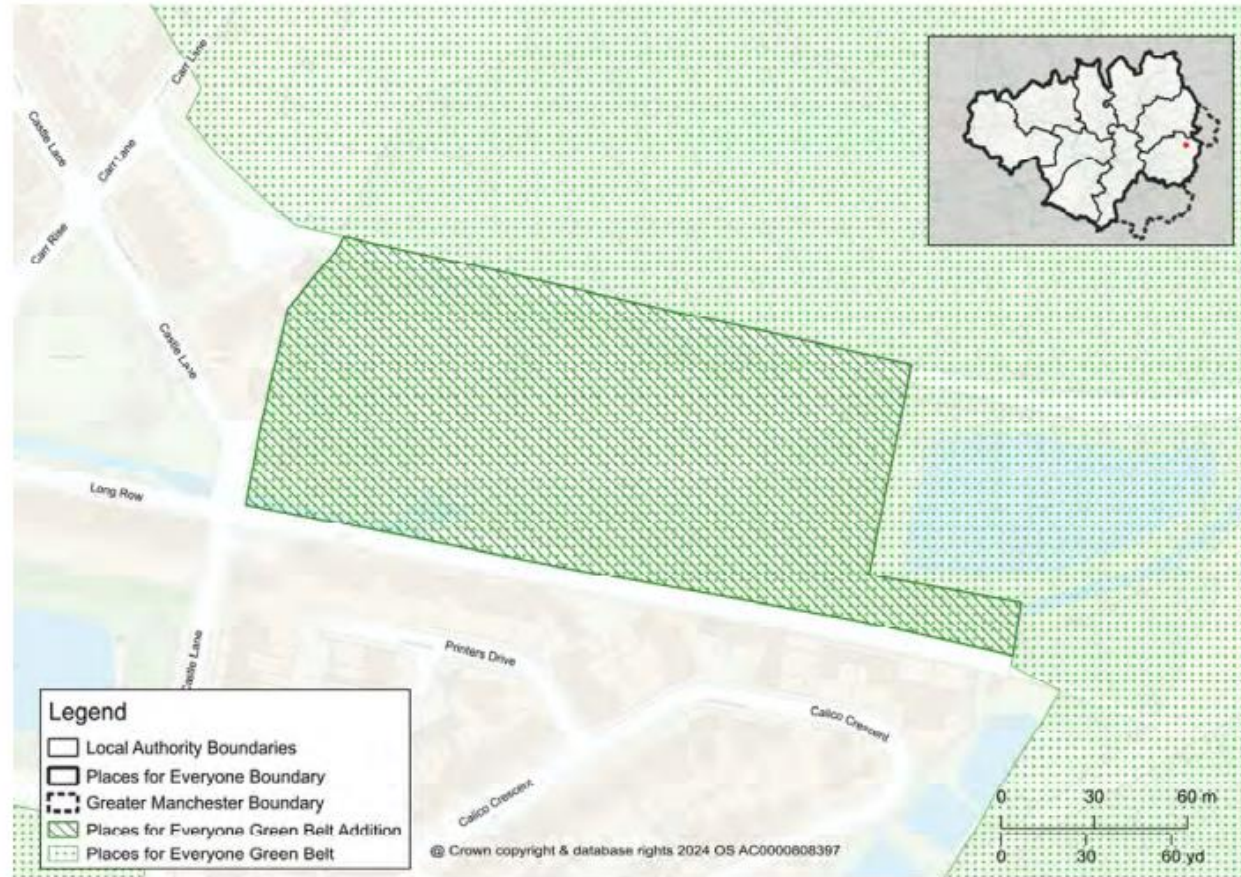 Carr Lane
Castle Lane
Carr Lane
Carr Rise
Castle Lane
Long Row
Castle Lane
Printers Drive
Calico Crescent
Calico Crescent
Legend
Local Authority Boundaries
Places for Everyone Boundary
Greater Manchester Boundary
Places for Everyone Green Belt Addition
Places for Everyone Green Belt
@ Crown copyright & database rights 2024 OS AC0000808397
0 30 60 m
0 30 60 yd